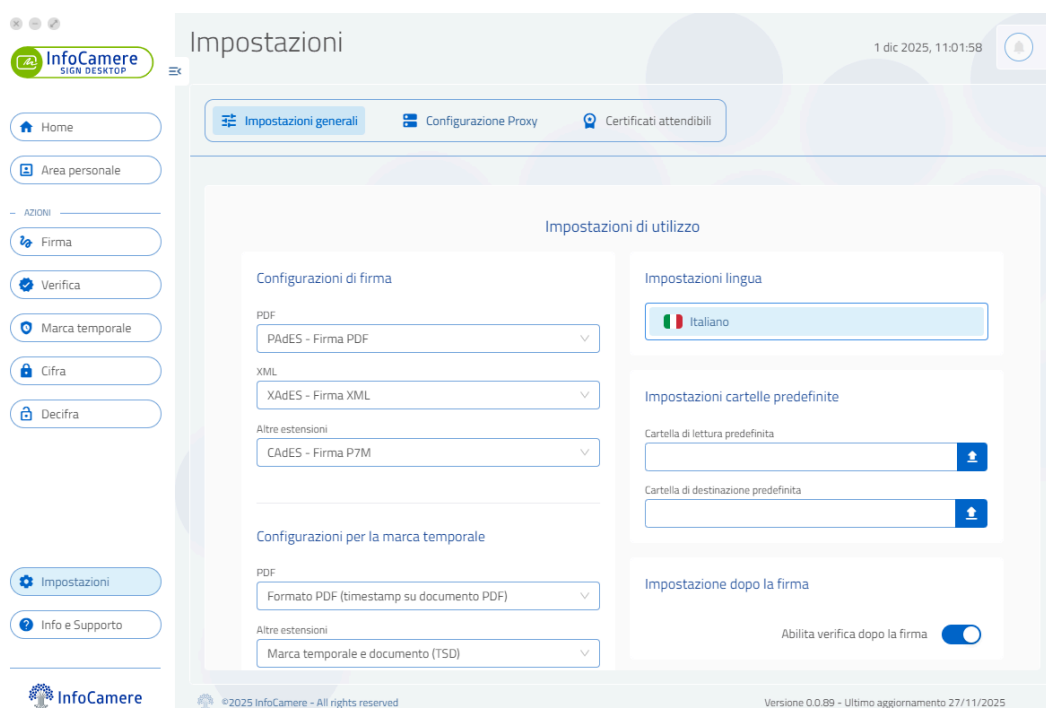 InfoCamere
SIGN DESKTOP
Impostazioni
1 dic 2025, 11:01:58
Home
Area personale
AZIONI
Firma
Verifica
Marca temporale
Cifra
Decifra
Impostazioni
Info e Supporto
InfoCamere
Impostazioni generali
Configurazione Proxy
Certificati attendibili
Impostazioni di utilizzo
Configurazioni di firma
PDF
PAdES - Firma PDF
XML
XAdES - Firma XML
Altre estensioni
CAdES - Firma P7M
Configurazioni per la marca temporale
PDF
Formato PDF (timestamp su documento PDF)
Altre estensioni
Marca temporale e documento (TSD)
Impostazioni lingua
Italiano
Impostazioni cartelle predefinite
Cartella di lettura predefinita
Cartella di destinazione predefinita
Impostazione dopo la firma
Abilita verifica dopo la firma
©2025 InfoCamere - All rights reserved
Versione 0.0.89 - Ultimo aggiornamento 27/11/2025